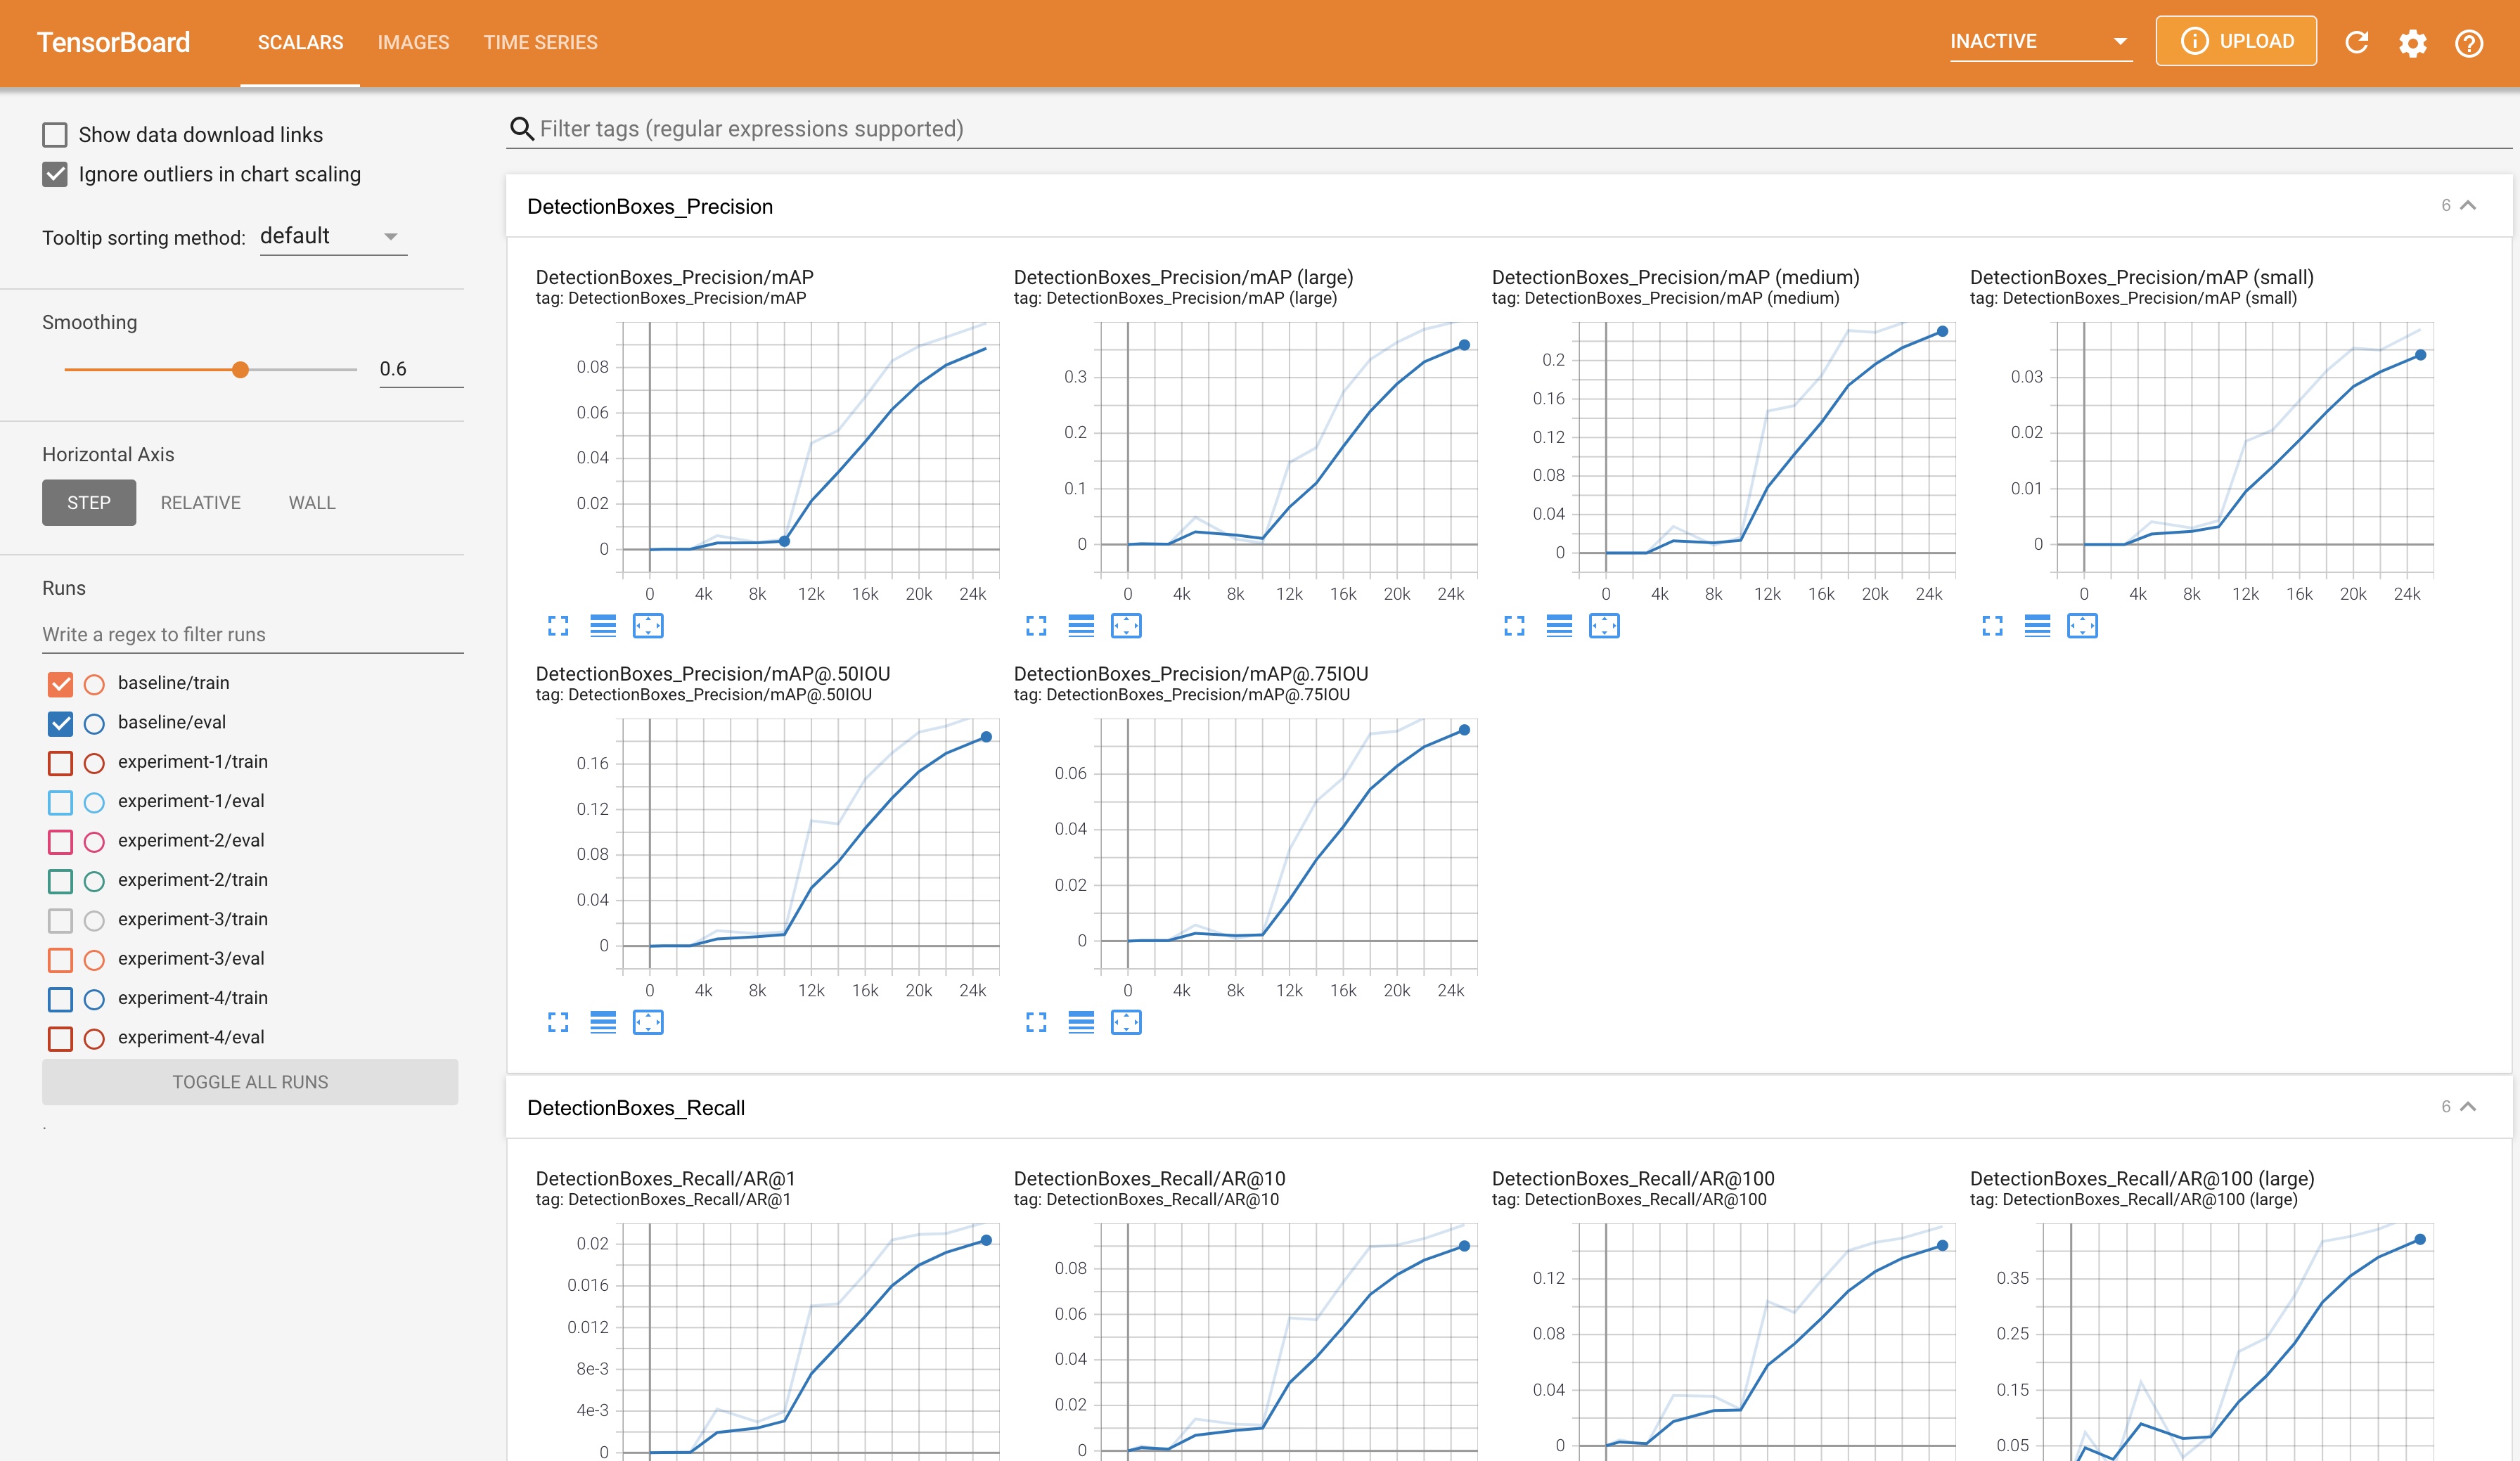 TensorBoard SCALARS IMAGES TIME SERIES INACTIVE UPLOAD
Show data download links
Ignore outliers in chart scaling
Tooltip sorting method: default
Smoothing
0.6
Horizontal Axis
STEP RELATIVE WALL
Runs
Write a regex to filter runs
baseline/train
baseline/eval
experiment-1/train
experiment-1/eval
experiment-2/eval
experiment-2/train
experiment-3/train
experiment-3/eval
experiment-4/train
experiment-4/eval
TOGGLE ALL RUNS
.
Filter tags (regular expressions supported)
DetectionBoxes_Precision 6
DetectionBoxes_Precision/mAP
tag: DetectionBoxes_Precision/mAP
0.08
0.06
0.04
0.02
0
0 4k 8k 12k 16k 20k 24k
DetectionBoxes_Precision/mAP (large)
tag: DetectionBoxes_Precision/mAP (large)
0.3
0.2
0.1
0
0 4k 8k 12k 16k 20k 24k
DetectionBoxes_Precision/mAP (medium)
tag: DetectionBoxes_Precision/mAP (medium)
0.2
0.16
0.12
0.08
0.04
0
0 4k 8k 12k 16k 20k 24k
DetectionBoxes_Precision/mAP (small)
tag: DetectionBoxes_Precision/mAP (small)
0.03
0.02
0.01
0
0 4k 8k 12k 16k 20k 24k
DetectionBoxes_Precision/mAP@.50IOU
tag: DetectionBoxes_Precision/mAP@.50IOU
0.16
0.12
0.08
0.04
0
0 4k 8k 12k 16k 20k 24k
DetectionBoxes_Precision/mAP@.75IOU
tag: DetectionBoxes_Precision/mAP@.75IOU
0.06
0.04
0.02
0
0 4k 8k 12k 16k 20k 24k
DetectionBoxes_Recall 6
DetectionBoxes_Recall/AR@1
tag: DetectionBoxes_Recall/AR@1
0.02
0.016
0.012
8e-3
4e-3
0
DetectionBoxes_Recall/AR@10
tag: DetectionBoxes_Recall/AR@10
0.08
0.06
0.04
0.02
0
DetectionBoxes_Recall/AR@100
tag: DetectionBoxes_Recall/AR@100
0.12
0.08
0.04
0
DetectionBoxes_Recall/AR@100 (large)
tag: DetectionBoxes_Recall/AR@100 (large)
0.35
0.25
0.15
0.05